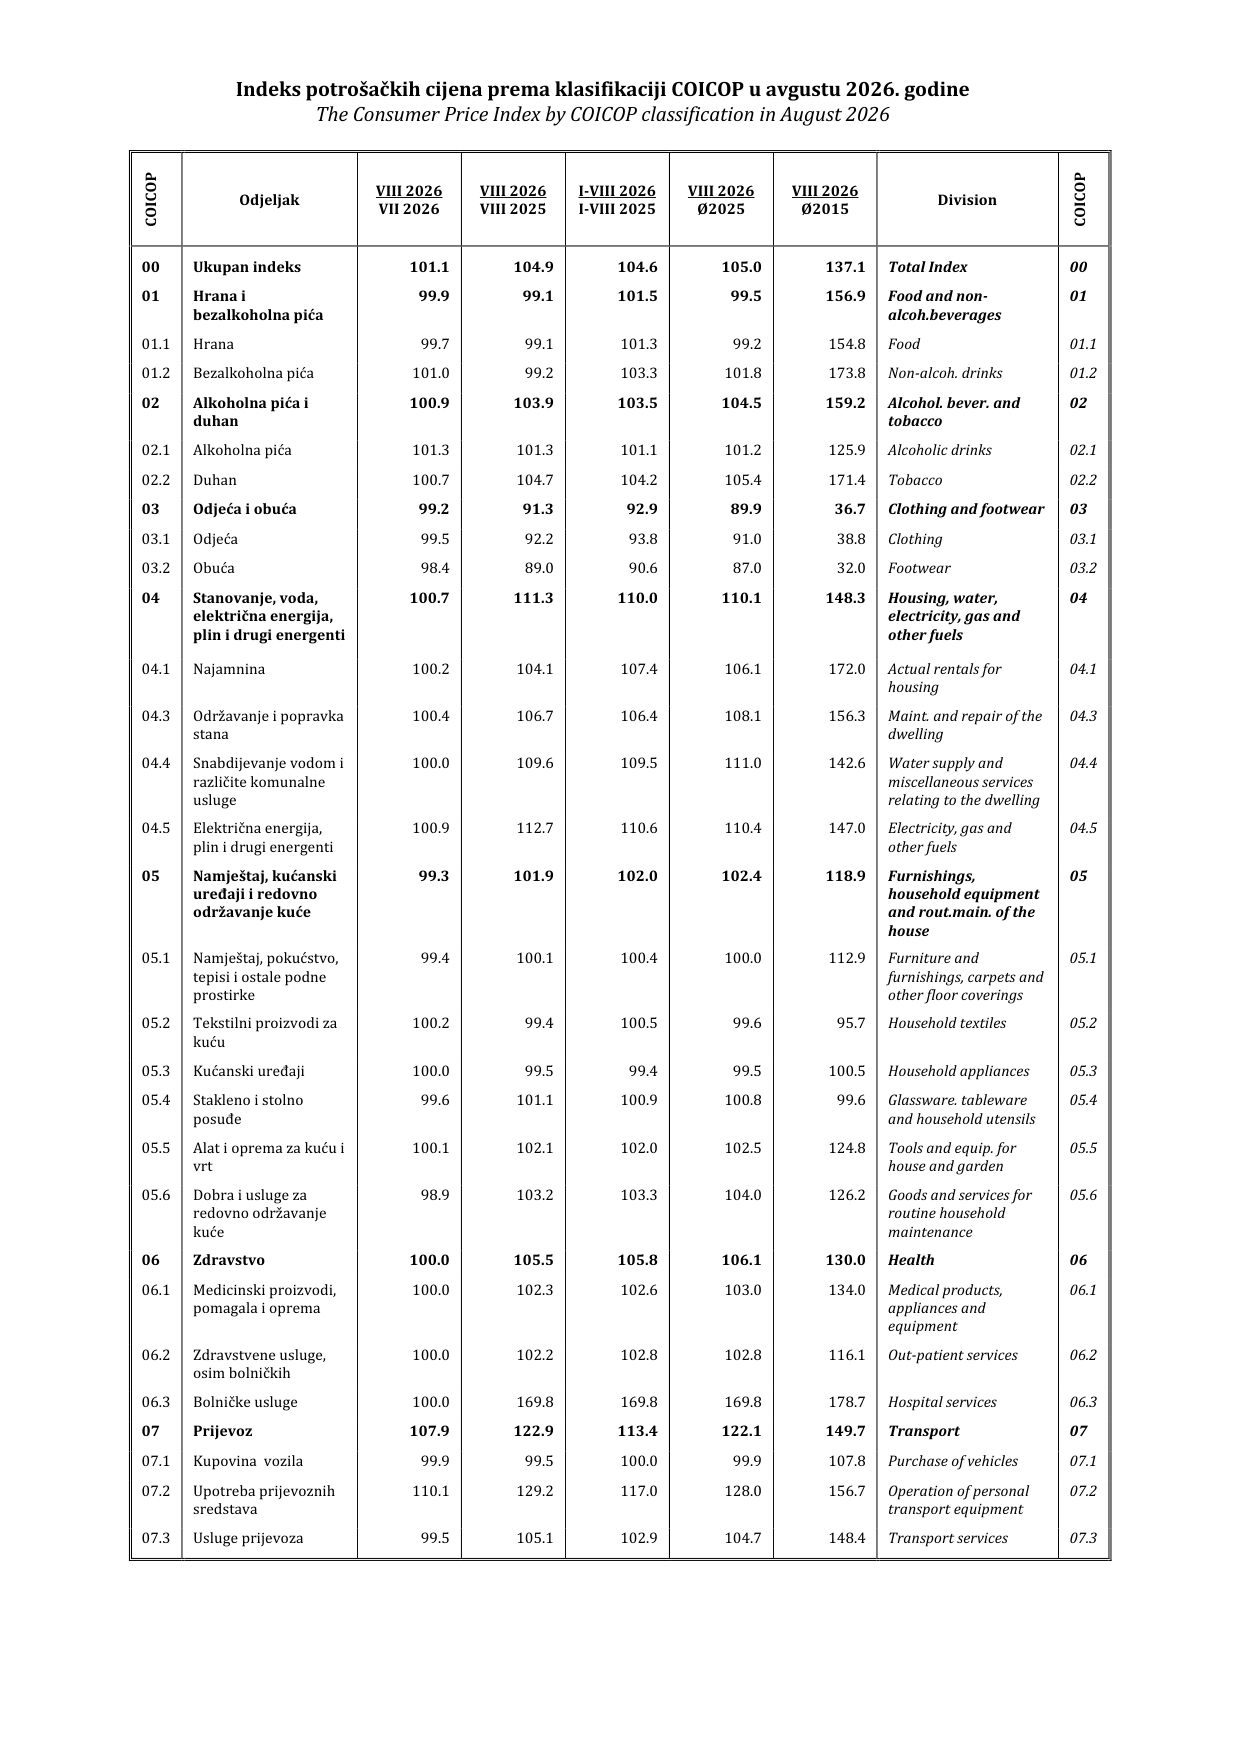 Indeks potrošačkih cijena prema klasifikaciji COICOP u avgustu 2026. godine
The Consumer Price Index by COICOP classification in August 2026
COICOP Odjeljak VIII 2026 VIII 2026 I-VIII 2026 VIII 2026 VIII 2026 Division COICOP
VII 2026 VIII 2025 I-VIII 2025 Ø2025 Ø2015
00 Ukupan indeks 101.1 104.9 104.6 105.0 137.1 Total Index 00
01 Hrana i 99.9 99.1 101.5 99.5 156.9 Food and non- 01
bezalkoholna pića alcoh.beverages
01.1 Hrana 99.7 99.1 101.3 99.2 154.8 Food 01.1
01.2 Bezalkoholna pića 101.0 99.2 103.3 101.8 173.8 Non-alcoh. drinks 01.2
02 Alkoholna pića i 100.9 103.9 103.5 104.5 159.2 Alcohol. bever. and 02
duhan tobacco
02.1 Alkoholna pića 101.3 101.3 101.1 101.2 125.9 Alcoholic drinks 02.1
02.2 Duhan 100.7 104.7 104.2 105.4 171.4 Tobacco 02.2
03 Odjeća i obuća 99.2 91.3 92.9 89.9 36.7 Clothing and footwear 03
03.1 Odjeća 99.5 92.2 93.8 91.0 38.8 Clothing 03.1
03.2 Obuća 98.4 89.0 90.6 87.0 32.0 Footwear 03.2
04 Stanovanje, voda, 100.7 111.3 110.0 110.1 148.3 Housing, water, 04
električna energija, electricity, gas and
plin i drugi energenti other fuels
04.1 Najamnina 100.2 104.1 107.4 106.1 172.0 Actual rentals for 04.1
housing
04.3 Održavanje i popravka 100.4 106.7 106.4 108.1 156.3 Maint. and repair of the 04.3
stana dwelling
04.4 Snabdijevanje vodom i 100.0 109.6 109.5 111.0 142.6 Water supply and 04.4
različite komunalne miscellaneous services
usluge relating to the dwelling
04.5 Električna energija, 100.9 112.7 110.6 110.4 147.0 Electricity, gas and 04.5
plin i drugi energenti other fuels
05 Namještaj, kućanski 99.3 101.9 102.0 102.4 118.9 Furnishings, 05
uređaji i redovno household equipment
održavanje kuće and rout.main. of the
house
05.1 Namještaj, pokućstvo, 99.4 100.1 100.4 100.0 112.9 Furniture and 05.1
tepisi i ostale podne furnishings, carpets and
prostirke other floor coverings
05.2 Tekstilni proizvodi za 100.2 99.4 100.5 99.6 95.7 Household textiles 05.2
kuću
05.3 Kućanski uređaji 100.0 99.5 99.4 99.5 100.5 Household appliances 05.3
05.4 Stakleno i stolno 99.6 101.1 100.9 100.8 99.6 Glassware. tableware 05.4
posuđe and household utensils
05.5 Alat i oprema za kuću i 100.1 102.1 102.0 102.5 124.8 Tools and equip. for 05.5
vrt house and garden
05.6 Dobra i usluge za 98.9 103.2 103.3 104.0 126.2 Goods and services for 05.6
redovno održavanje routine household
kuće maintenance
06 Zdravstvo 100.0 105.5 105.8 106.1 130.0 Health 06
06.1 Medicinski proizvodi, 100.0 102.3 102.6 103.0 134.0 Medical products, 06.1
pomagala i oprema appliances and
equipment
06.2 Zdravstvene usluge, 100.0 102.2 102.8 102.8 116.1 Out-patient services 06.2
osim bolničkih
06.3 Bolničke usluge 100.0 169.8 169.8 169.8 178.7 Hospital services 06.3
07 Prijevoz 107.9 122.9 113.4 122.1 149.7 Transport 07
07.1 Kupovina vozila 99.9 99.5 100.0 99.9 107.8 Purchase of vehicles 07.1
07.2 Upotreba prijevoznih 110.1 129.2 117.0 128.0 156.7 Operation of personal 07.2
sredstava transport equipment
07.3 Usluge prijevoza 99.5 105.1 102.9 104.7 148.4 Transport services 07.3